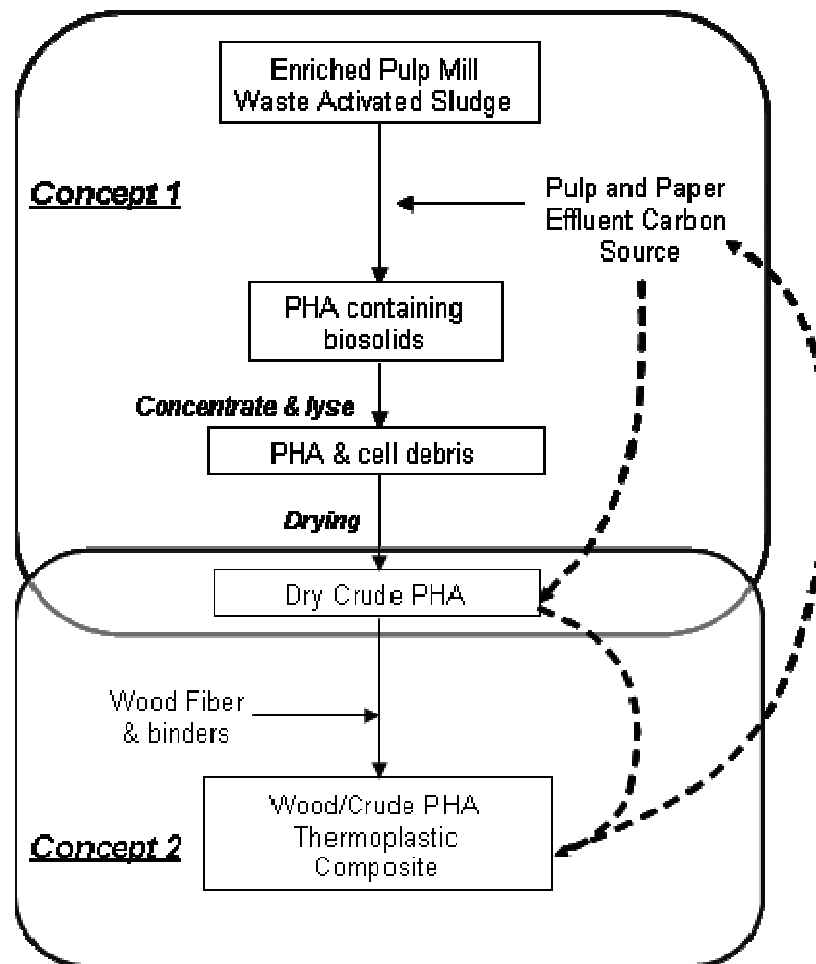 Enriched Pulp Mill
Waste Activated Sludge
Concept 1
Pulp and Paper
Effluent Carbon
Source
PHA containing
biosolids
Concentrate & lyse
PHA & cell debris
Drying
Dry Crude PHA
Wood Fiber
& binders
Wood/Crude PHA
Thermoplastic
Composite
Concept 2